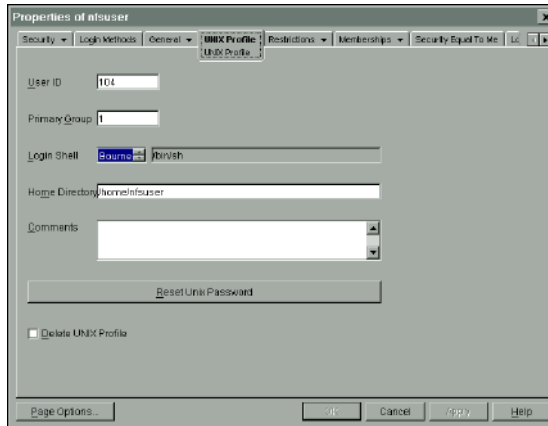 Properties of nfsuser
Security Login Methods General UNIX Profile Restrictions Memberships Security Equal To Me
UNIX Profile
User ID 104
Primary Group 1
Login Shell Bourne /bin/sh
Home Directory /home/nfsuser
Comments
Reset Unix Password
Delete UNIX Profile
Page Options... OK Cancel Apply Help